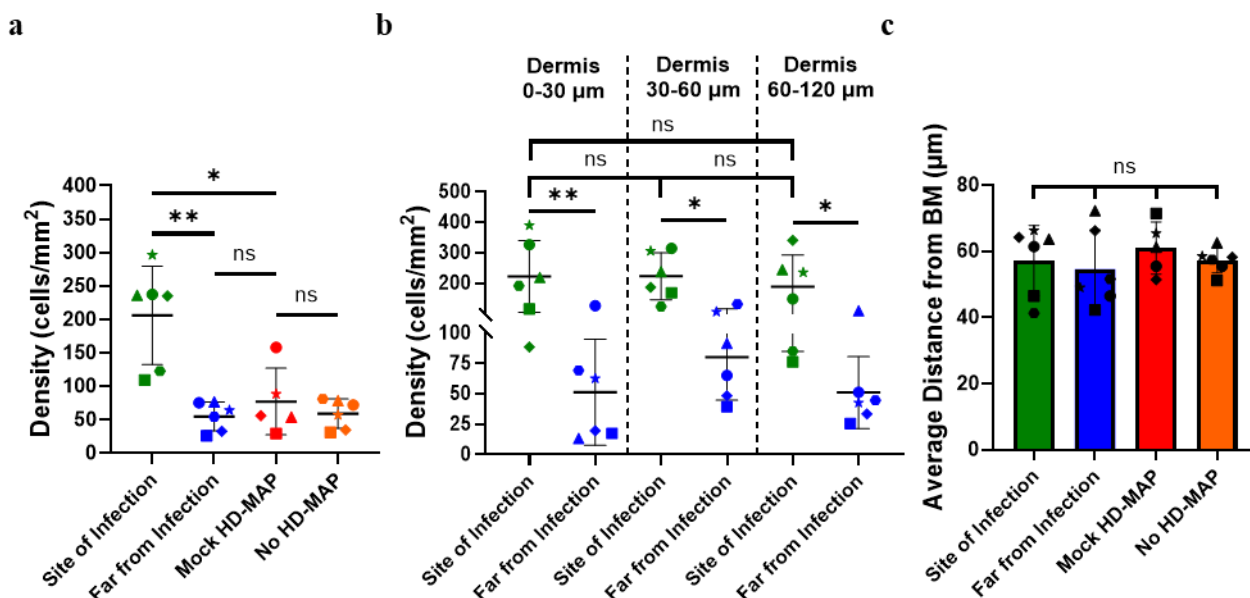 a
Density (cells/mm²)
400
350
300
250
200
150
100
50
0
*
**
ns
ns
Site of Infection
Far from Infection
Mock HD-MAP
No HD-MAP
b
Dermis
0-30 µm
Dermis
30-60 µm
Dermis
60-120 µm
ns
ns
ns
Density (cells/mm²)
500
400
300
200
100
75
50
25
0
**
*
*
Site of Infection
Far from Infection
Site of Infection
Far from Infection
Site of Infection
Far from Infection
c
Average Distance from BM (µm)
80
60
40
20
0
ns
Site of Infection
Far from Infection
Mock HD-MAP
No HD-MAP